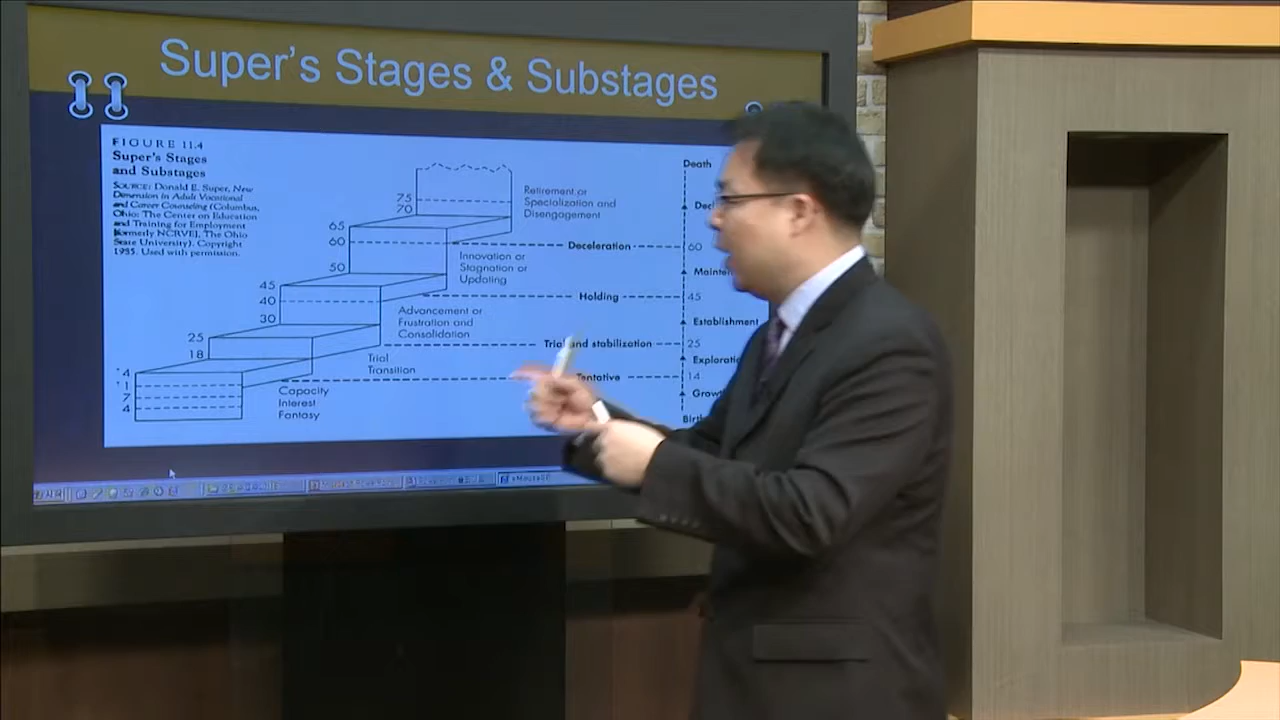 Super's Stages & Substages
FIGURE 11.4
Super's Stages
and Substages
SOURCE: Donald E. Super, New
Dimension in Adult Vocational
and Career Counseling (Columbus,
Ohio: The Center on Education
and Training for Employment
[formerly NCRVE], The Ohio
State University). Copyright
1985. Used with permission.
75
70
Retirement or
Specialization and
Disengagement
65
60
50
Innovation or
Stagnation or
Updating
45
40
30
Advancement or
Frustration and
Consolidation
25
18
Trial
Transition
4
1
7
4
Capacity
Interest
Fantasy
Death
Deceleration
60
Holding
45
Establishment
Trial and stabilization
25
Tentative
14